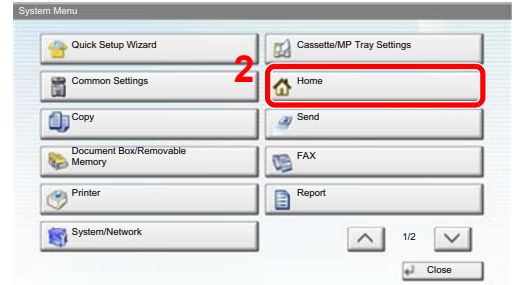 System Menu
Quick Setup Wizard
Cassette/MP Tray Settings
Common Settings
2
Home
Copy
Send
Document Box/Removable
Memory
FAX
Printer
Report
System/Network
1/2
Close